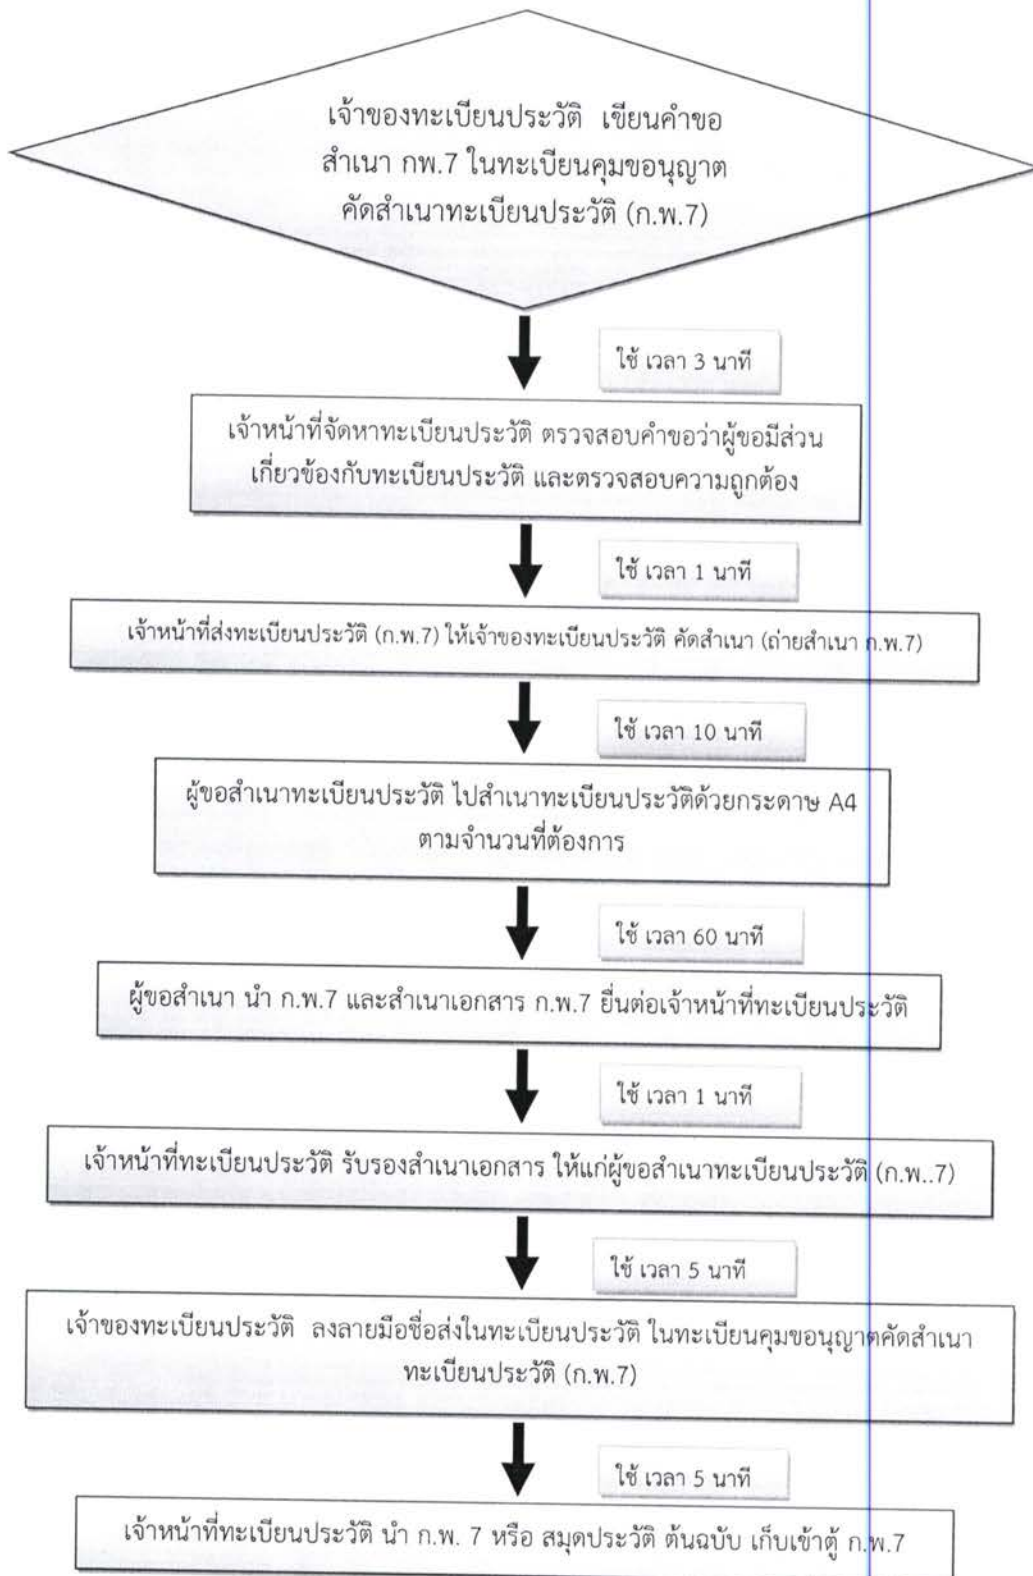 เจ้าของทะเบียนประวัติ เขียนคำขอ
สำเนา กพ.7 ในทะเบียนคุมขอนุญาต
คัดสำเนาทะเบียนประวัติ (ก.พ.7)
ใช้ เวลา 3 นาที
เจ้าหน้าที่จัดหาทะเบียนประวัติ ตรวจสอบคำขอว่าผู้ขอมีส่วน
เกี่ยวข้องกับทะเบียนประวัติ และตรวจสอบความถูกต้อง
ใช้ เวลา 1 นาที
เจ้าหน้าที่ส่งทะเบียนประวัติ (ก.พ.7) ให้เจ้าของทะเบียนประวัติ คัดสำเนา (ถ่ายสำเนา ก.พ.7)
ใช้ เวลา 10 นาที
ผู้ขอสำเนาทะเบียนประวัติ ไปสำเนาทะเบียนประวัติด้วยกระดาษ A4
ตามจำนวนที่ต้องการ
ใช้ เวลา 60 นาที
ผู้ขอสำเนา นำ ก.พ.7 และสำเนาเอกสาร ก.พ.7 ยื่นต่อเจ้าหน้าที่ทะเบียนประวัติ
ใช้ เวลา 1 นาที
เจ้าหน้าที่ทะเบียนประวัติ รับรองสำเนาเอกสาร ให้แก่ผู้ขอสำเนาทะเบียนประวัติ (ก.พ..7)
ใช้ เวลา 5 นาที
เจ้าของทะเบียนประวัติ ลงลายมือชื่อส่งในทะเบียนประวัติ ในทะเบียนคุมขอนุญาตคัดสำเนา
ทะเบียนประวัติ (ก.พ.7)
ใช้ เวลา 5 นาที
เจ้าหน้าที่ทะเบียนประวัติ นำ ก.พ. 7 หรือ สมุดประวัติ ต้นฉบับ เก็บเข้าตู้ ก.พ.7